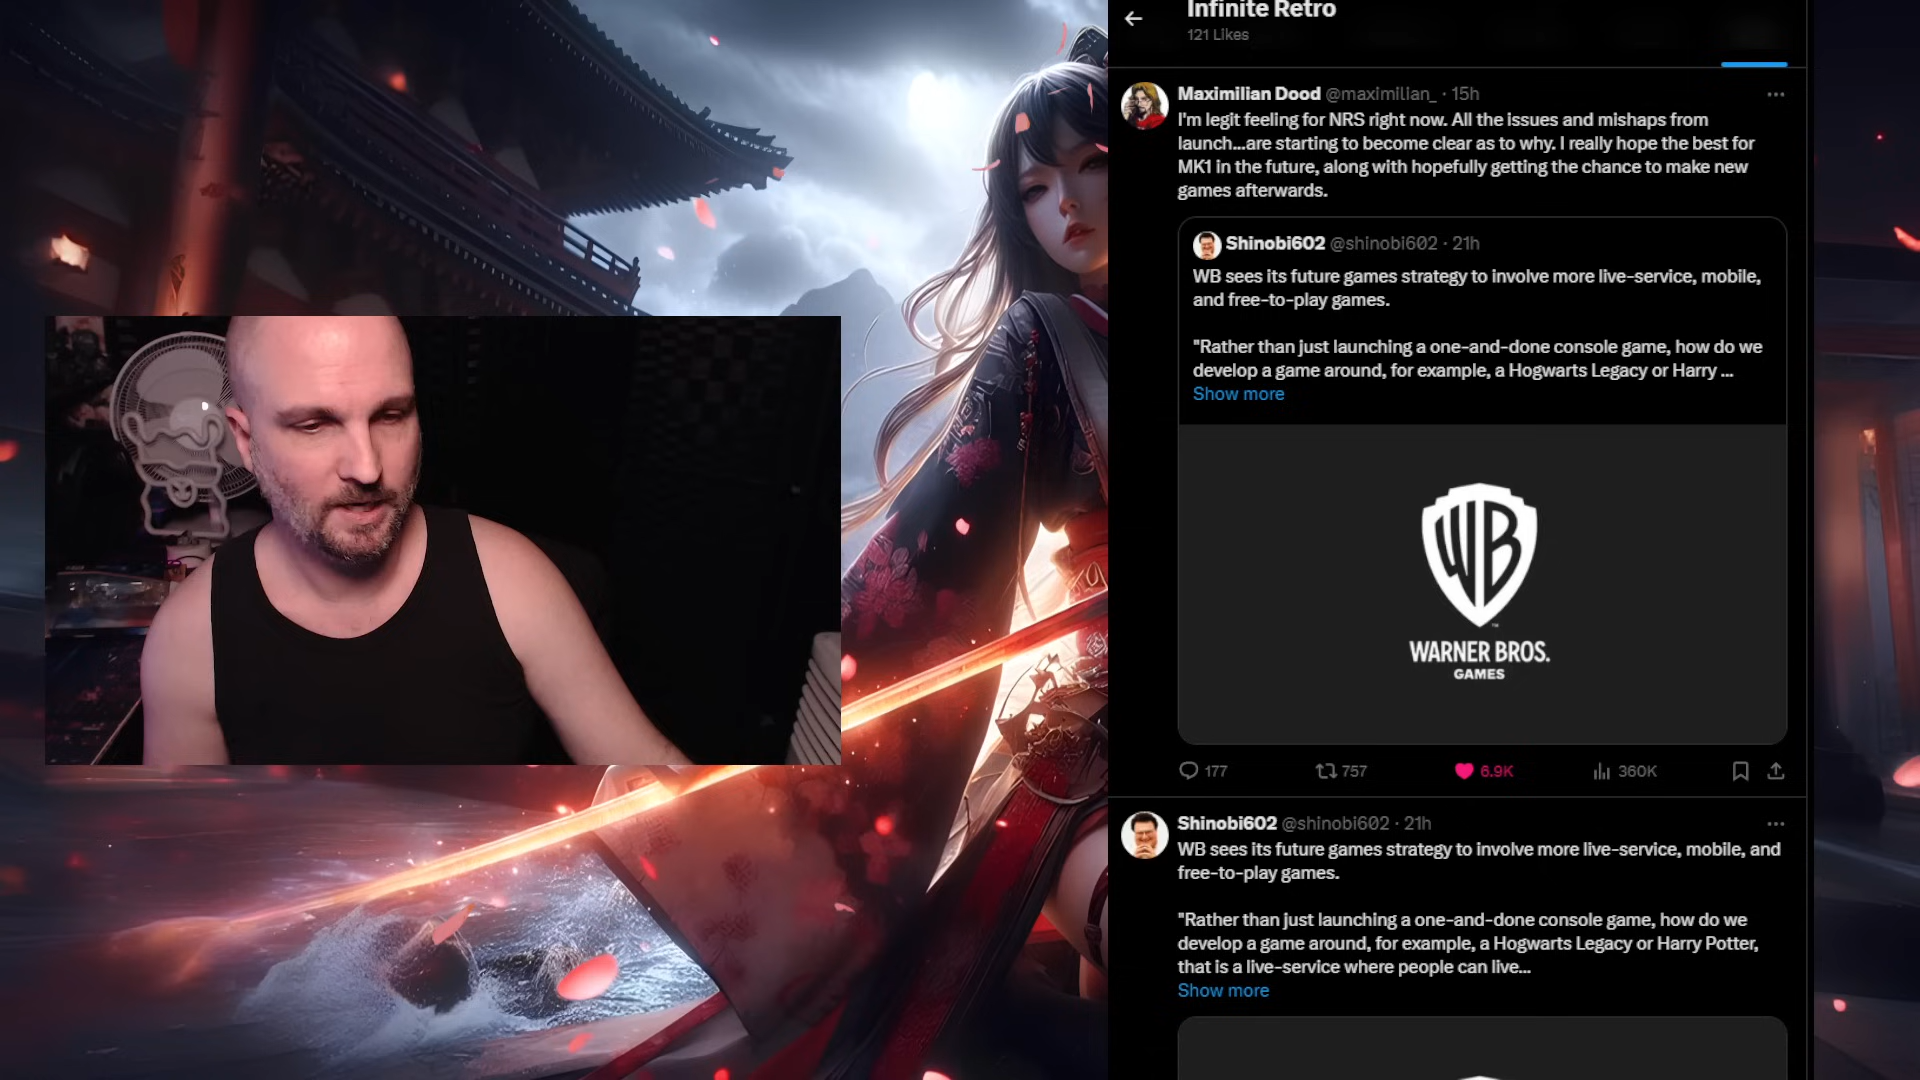 Infinite Retro
121 Likes
Maximilian Dood @maximilian_ · 15h
I'm legit feeling for NRS right now. All the issues and mishaps from
launch...are starting to become clear as to why. I really hope the best for
MK1 in the future, along with hopefully getting the chance to make new
games afterwards.
Shinobi602 @shinobi602 · 21h
WB sees its future games strategy to involve more live-service, mobile,
and free-to-play games.
"Rather than just launching a one-and-done console game, how do we
develop a game around, for example, a Hogwarts Legacy or Harry ...
Show more
WB
™
WARNER BROS.
GAMES
177 757 6.9K 360K
Shinobi602 @shinobi602 · 21h
WB sees its future games strategy to involve more live-service, mobile, and
free-to-play games.
"Rather than just launching a one-and-done console game, how do we
develop a game around, for example, a Hogwarts Legacy or Harry Potter,
that is a live-service where people can live...
Show more